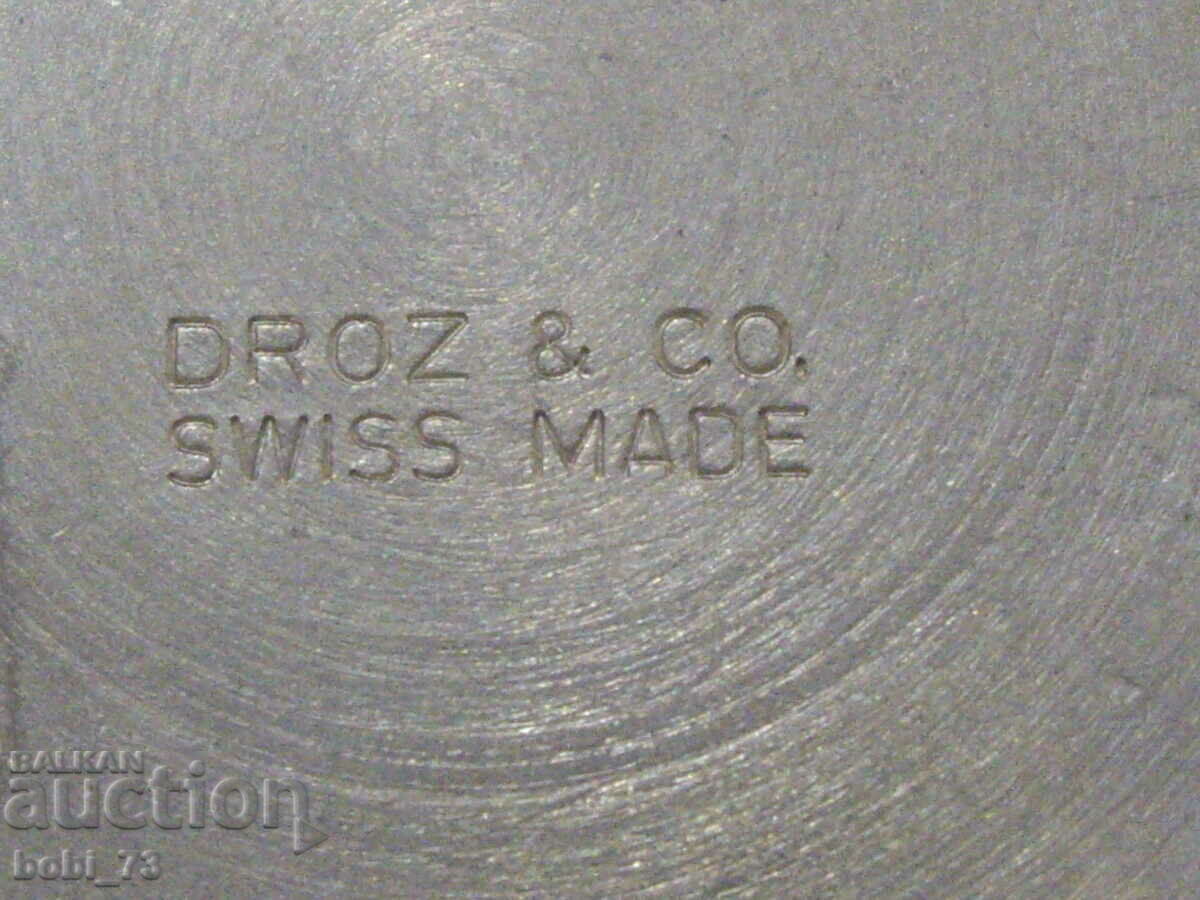 DROZ & CO.
SWISS MADE
BALKAN
auction
bobi_73